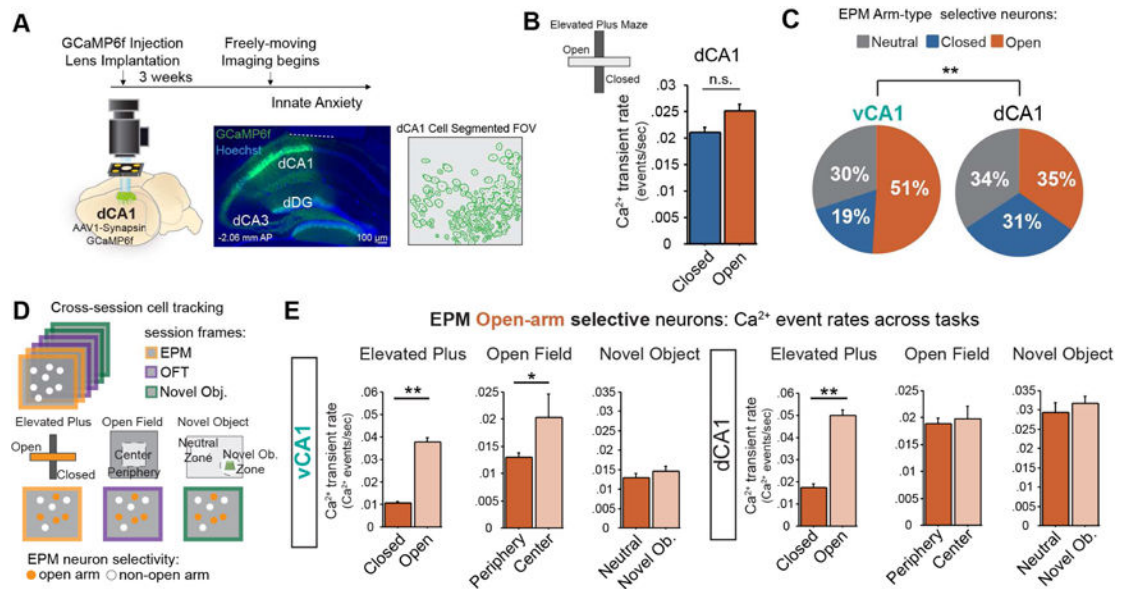 A
GCaMP6f Injection
Lens Implantation
3 weeks
Freely-moving
Imaging begins
Innate Anxiety
dCA1
AAV1-Synapsin
GCaMP6f
GCaMP6f
Hoechst
dCA1
dDG
dCA3
-2.06 mm AP
100 µm
dCA1 Cell Segmented FOV
B
Elevated Plus Maze
Open
Closed
dCA1
n.s.
Ca²⁺ transient rate
(events/sec)
.03
.025
.02
.015
.01
.005
0
Closed
Open
C
EPM Arm-type selective neurons:
Neutral
Closed
Open
**
vCA1
dCA1
30%
51%
19%
34%
35%
31%
D
Cross-session cell tracking
session frames:
EPM
OFT
Novel Obj.
Elevated Plus
Open Field
Novel Object
Open
Closed
Center
Periphery
Neutral
Zone
Novel Ob.
Zone
EPM neuron selectivity:
open arm
non-open arm
E
EPM Open-arm selective neurons: Ca²⁺ event rates across tasks
vCA1
Elevated Plus
Ca²⁺ transient rate
(Ca²⁺ events/sec)
.06
.05
.04
.03
.02
.01
0
**
Closed
Open
Open Field
.025
.02
.015
.01
.005
0
*
Periphery
Center
Novel Object
.035
.03
.025
.02
.015
.01
.005
0
Neutral
Novel Ob.
dCA1
Elevated Plus
Ca²⁺ transient rate
(Ca²⁺ events/sec)
.06
.05
.04
.03
.02
.01
0
**
Closed
Open
Open Field
.025
.02
.015
.01
.005
0
Periphery
Center
Novel Object
.035
.03
.025
.02
.015
.01
.005
0
Neutral
Novel Ob.